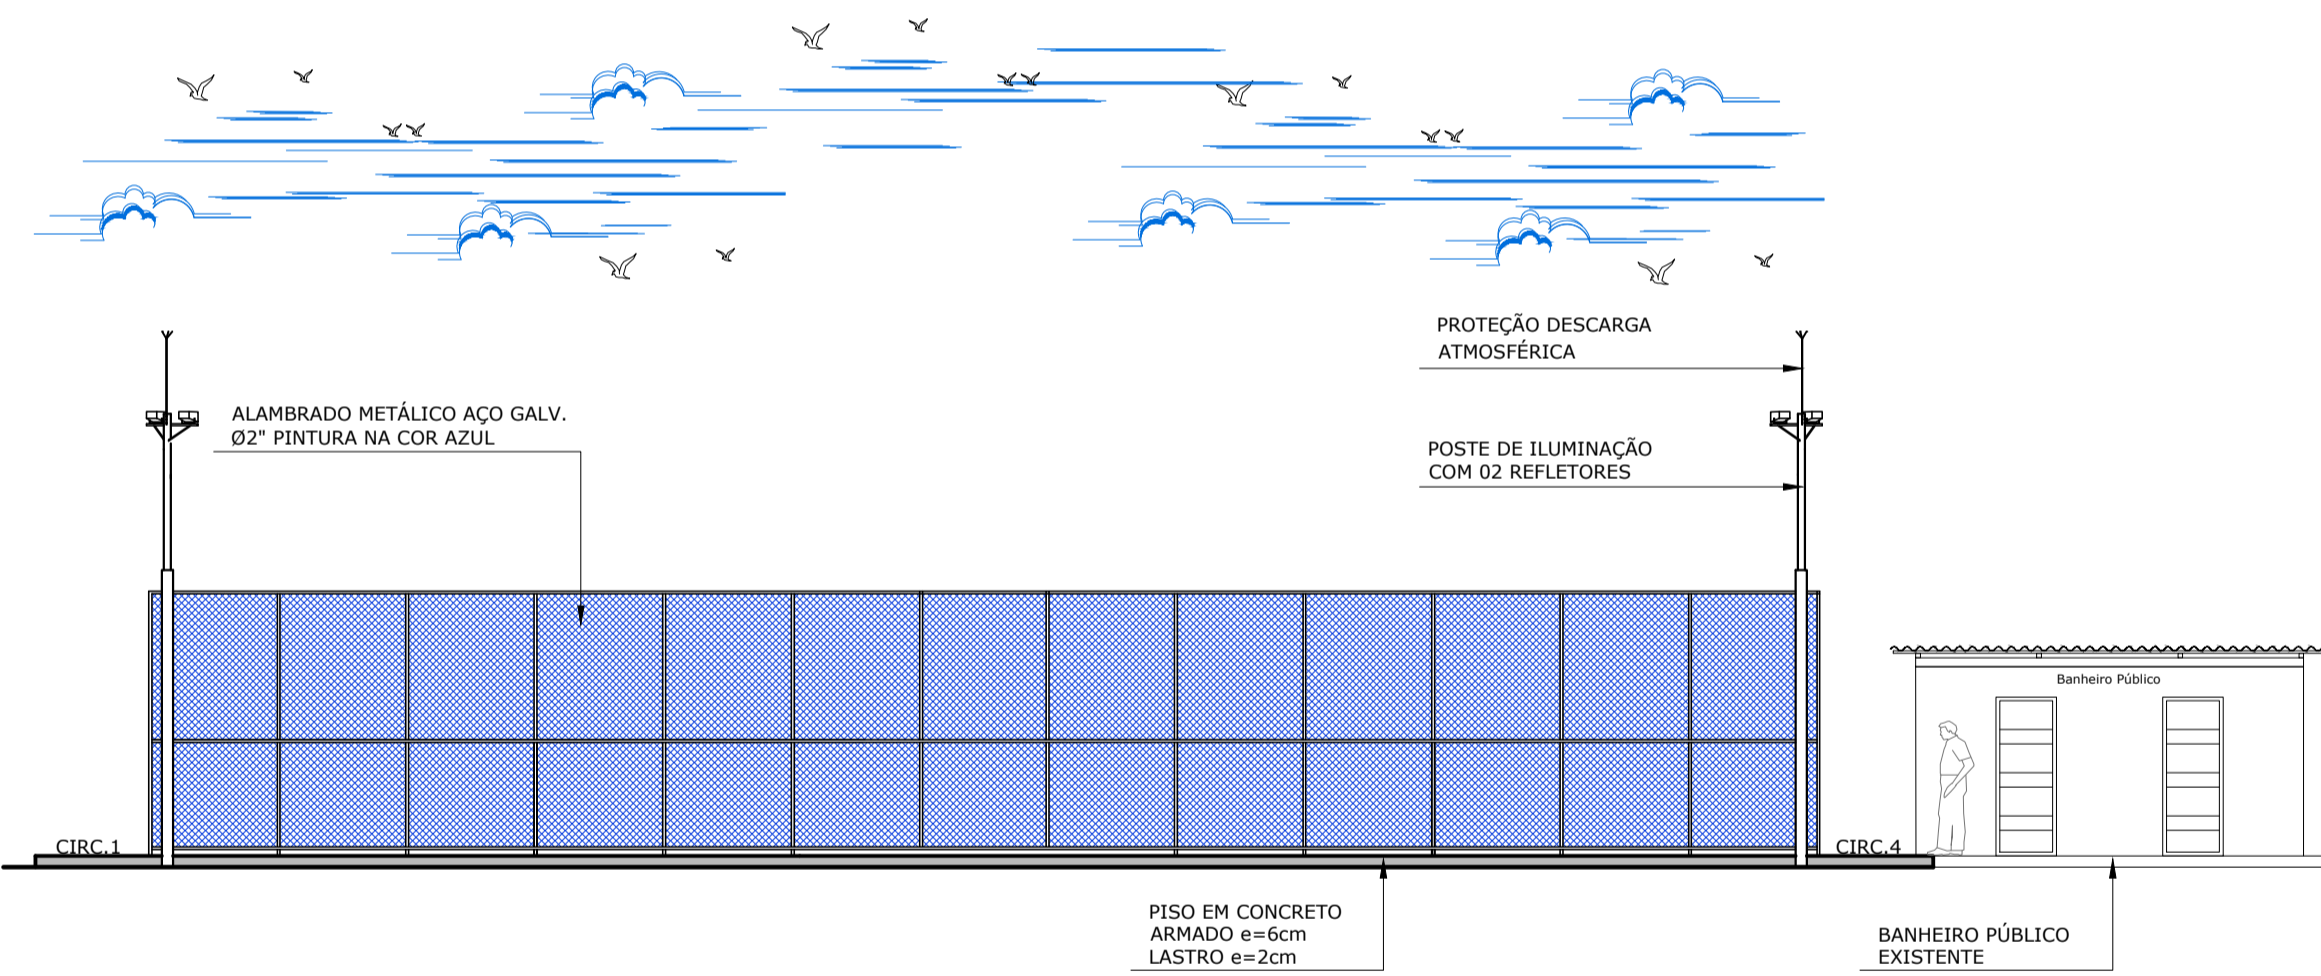 PROTEÇÃO DESCARGA
ATMOSFÉRICA
ALAMBRADO METÁLICO AÇO GALV.
Ø2" PINTURA NA COR AZUL
POSTE DE ILUMINAÇÃO
COM 02 REFLETORES
Banheiro Público
CIRC.1
CIRC.4
PISO EM CONCRETO
ARMADO e=6cm
LASTRO e=2cm
BANHEIRO PÚBLICO
EXISTENTE